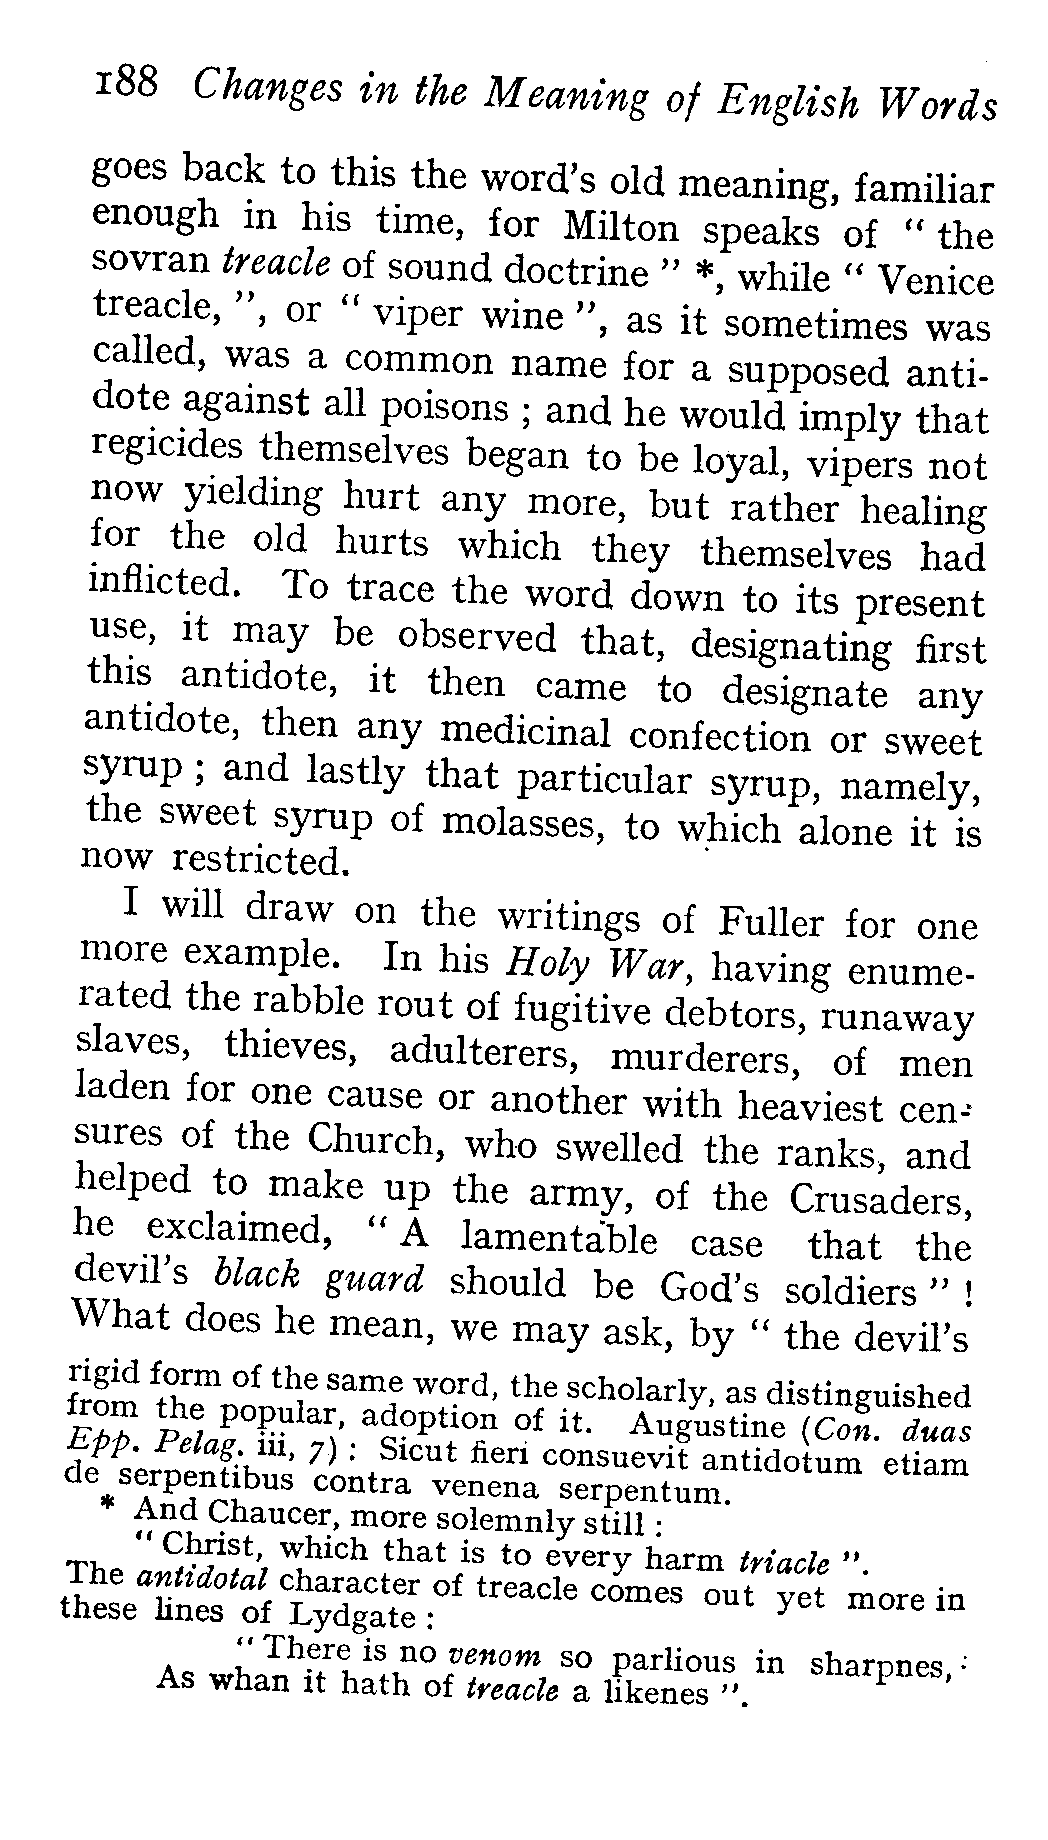 188 Changes in the Meaning of English Words
goes back to this the word's old meaning, familiar
enough in his time, for Milton speaks of " the
sovran treacle of sound doctrine " *, while " Venice
treacle, ", or " viper wine ", as it sometimes was
called, was a common name for a supposed anti-
dote against all poisons ; and he would imply that
regicides themselves began to be loyal, vipers not
now yielding hurt any more, but rather healing
for the old hurts which they themselves had
inflicted. To trace the word down to its present
use, it may be observed that, designating first
this antidote, it then came to designate any
antidote, then any medicinal confection or sweet
syrup ; and lastly that particular syrup, namely,
the sweet syrup of molasses, to which alone it is
now restricted.
I will draw on the writings of Fuller for one
more example. In his Holy War, having enume-
rated the rabble rout of fugitive debtors, runaway
slaves, thieves, adulterers, murderers, of men
laden for one cause or another with heaviest cen-
sures of the Church, who swelled the ranks, and
helped to make up the army, of the Crusaders,
he exclaimed, " A lamentable case that the
devil's black guard should be God's soldiers " !
What does he mean, we may ask, by " the devil's
rigid form of the same word, the scholarly, as distinguished
from the popular, adoption of it. Augustine (Con. duas
Epp. Pelag. iii, 7) : Sicut fieri consuevit antidotum etiam
de serpentibus contra venena serpentum.
* And Chaucer, more solemnly still :
" Christ, which that is to every harm triacle ".
The antidotal character of treacle comes out yet more in
these lines of Lydgate :
" There is no venom so parlious in sharpnes,
As whan it hath of treacle a likenes ".